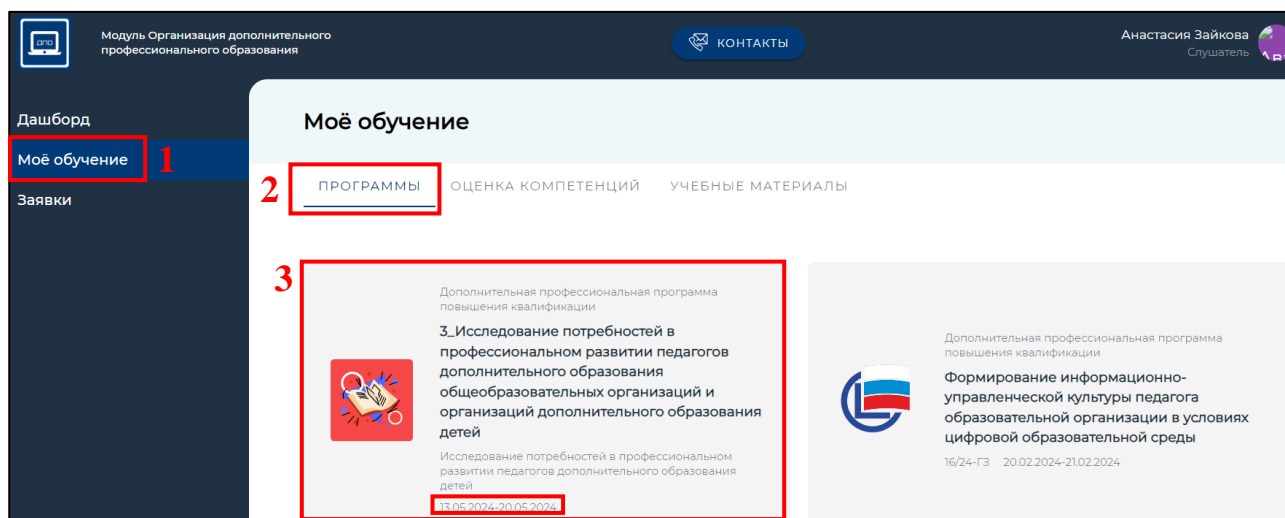 дпо
Модуль Организация дополнительного
профессионального образования
КОНТАКТЫ
Анастасия Зайкова
Слушатель
Дашборд
Моё обучение
1
Заявки
Моё обучение
2
ПРОГРАММЫ
ОЦЕНКА КОМПЕТЕНЦИЙ
УЧЕБНЫЕ МАТЕРИАЛЫ
3
Дополнительная профессиональная программа
повышения квалификации
3_Исследование потребностей в
профессиональном развитии педагогов
дополнительного образования
общеобразовательных организаций и
организаций дополнительного образования
детей
Исследование потребностей в профессиональном
развитии педагогов дополнительного образования
детей
13.05.2024-20.05.2024
Дополнительная профессиональная программа
повышения квалификации
Формирование информационно-
управленческой культуры педагога
образовательной организации в условиях
цифровой образовательной среды
16/24-ГЗ 20.02.2024-21.02.2024